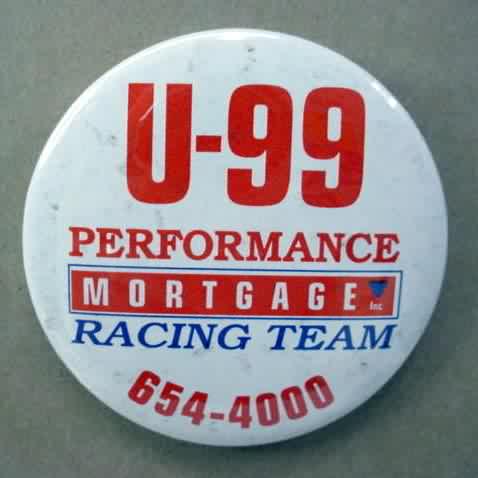 U-99
PERFORMANCE
MORTGAGE Inc
RACING TEAM
654-4000